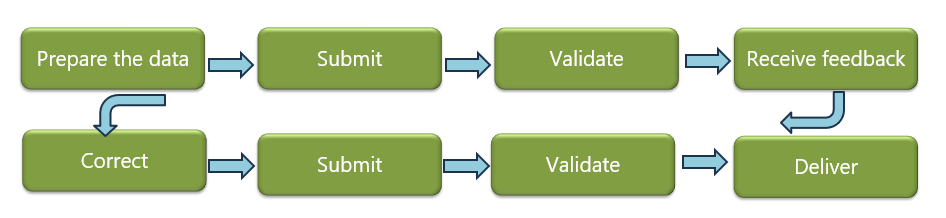 Prepare the data
Submit
Validate
Receive feedback
Correct
Submit
Validate
Deliver